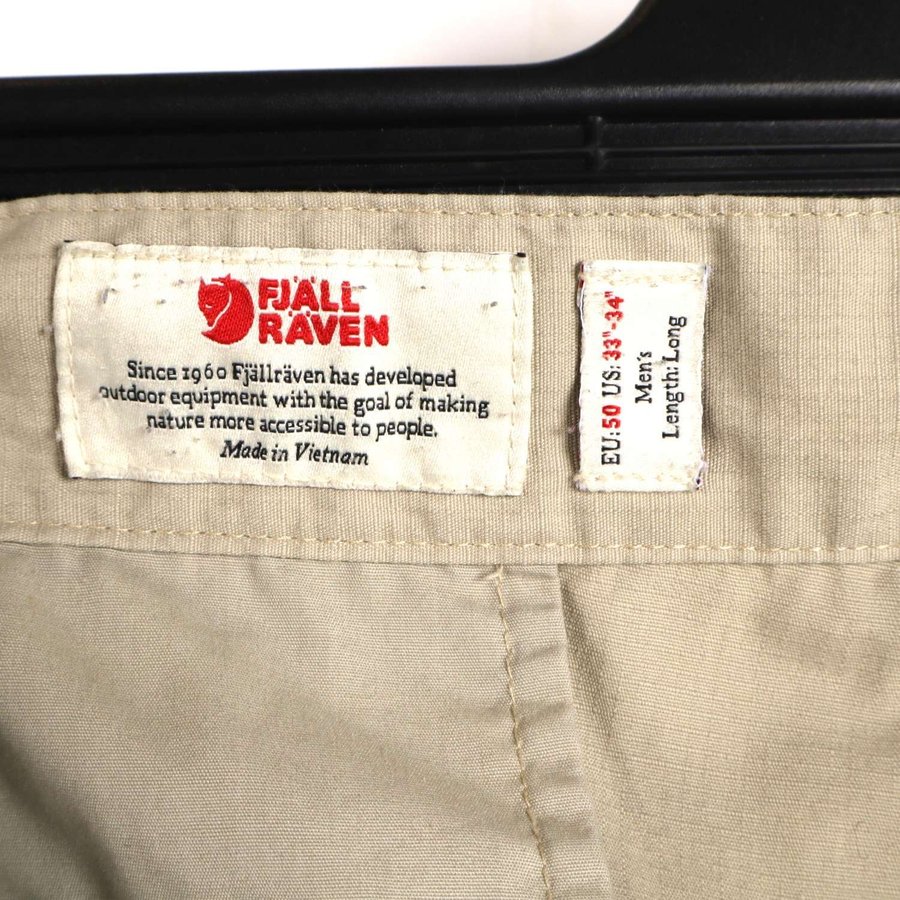 FJÄLL
RÄVEN
Since 1960 Fjällräven has developed
outdoor equipment with the goal of making
nature more accessible to people.
Made in Vietnam
EU:50 US:33"-34"
Men's
Length: Long